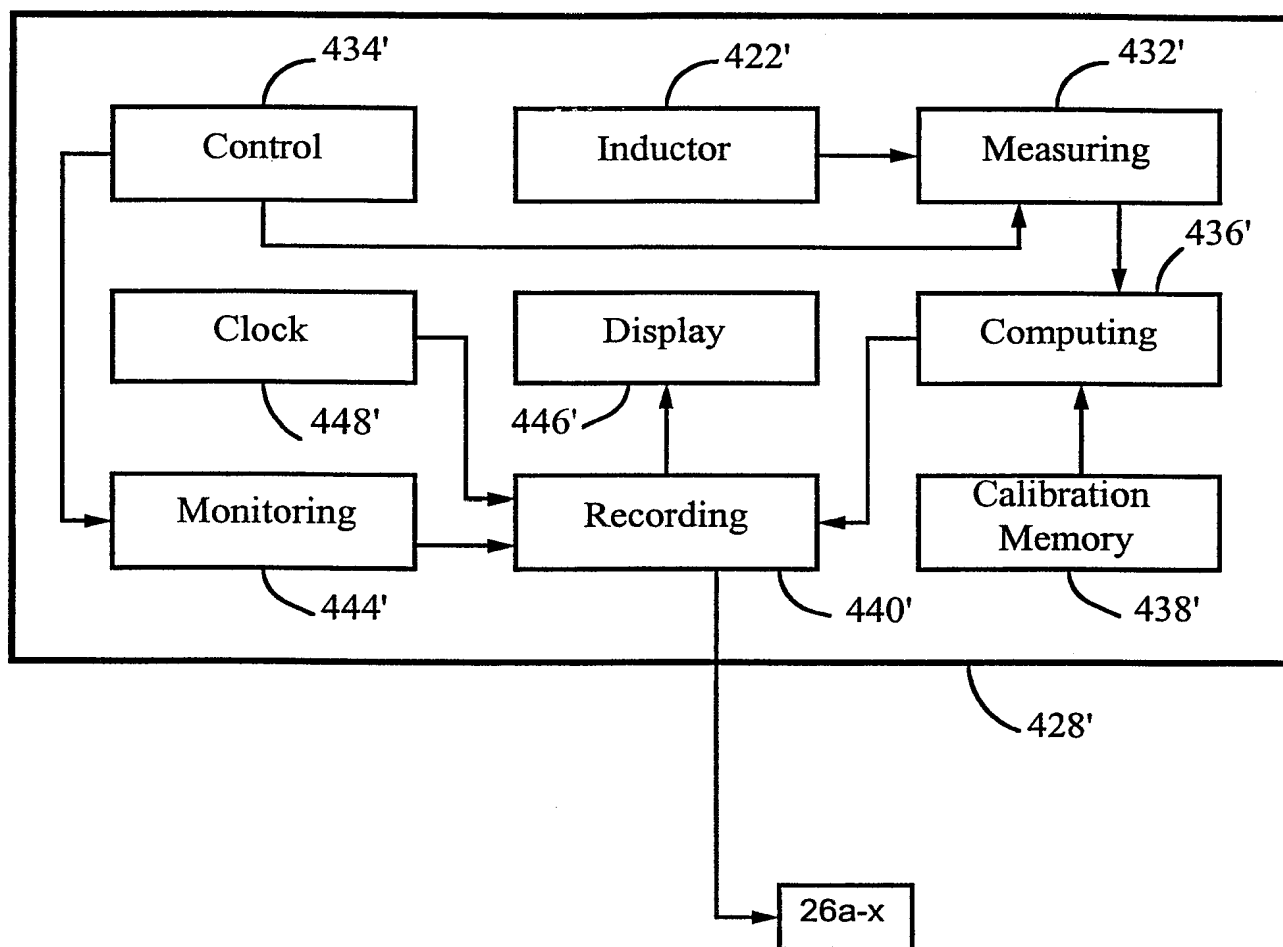 434'
422'
432'
Control
Inductor
Measuring
436'
Clock
Display
Computing
448'
446'
Monitoring
Recording
Calibration
Memory
444'
440'
438'
428'
26a-x